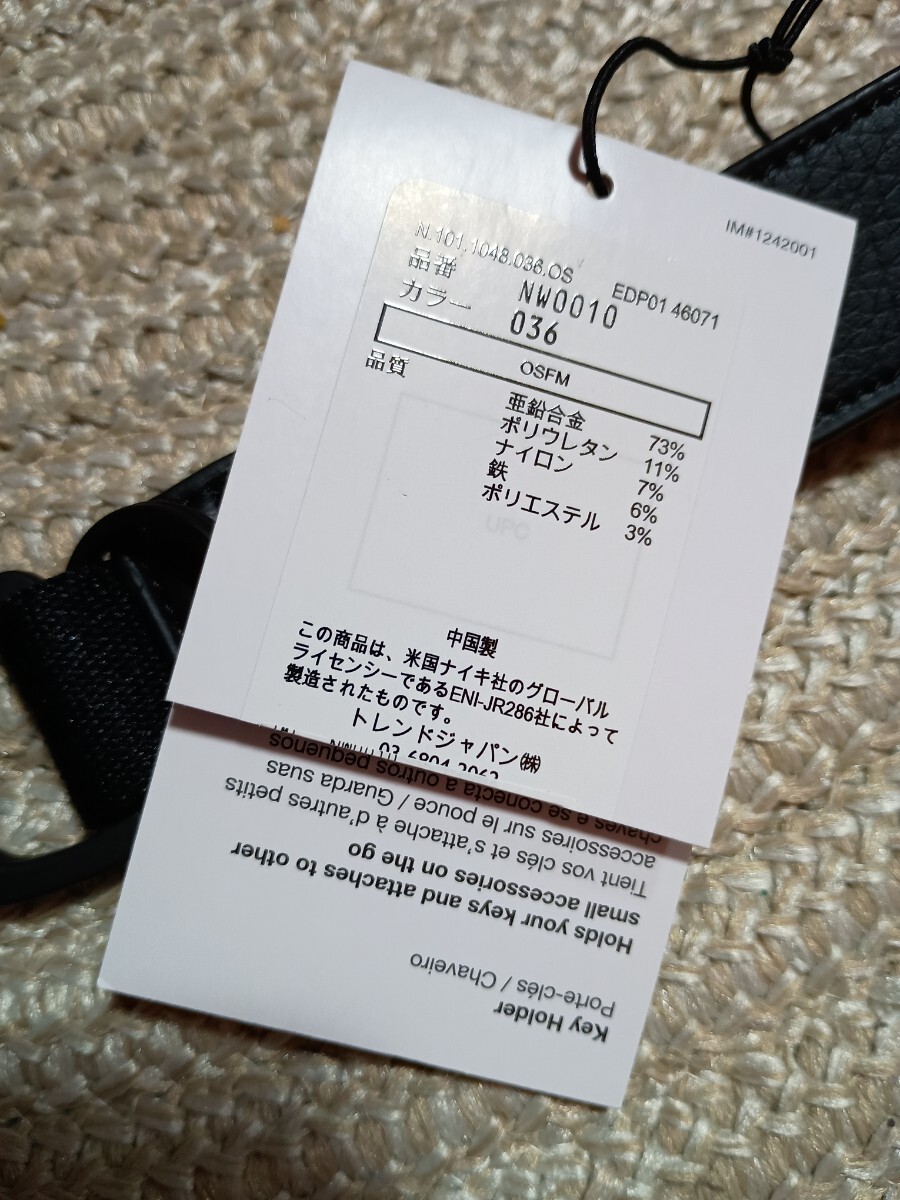 IM#1242001
N.101.1048.036.OS
EDP01 46071
品番 NW0010
カラー 036
OSFM
品質
亜鉛合金 73%
ポリウレタン 11%
ナイロン 7%
鉄 6%
ポリエステル 3%
UPC
中国製
この商品は、米国ナイキ社のグローバル
ライセンシーであるENI-JR286社によって
製造されたものです。
トレンドジャパン㈱
03-6804-2062
Key Holder
Porte-clés / Chaveiro
Holds your keys and attaches to other
small accessories on the go
Tient vos clés et s'attache à d'autres petits
accessoires sur le pouce / Guarda suas
chaves e se conecta a outros pequenos